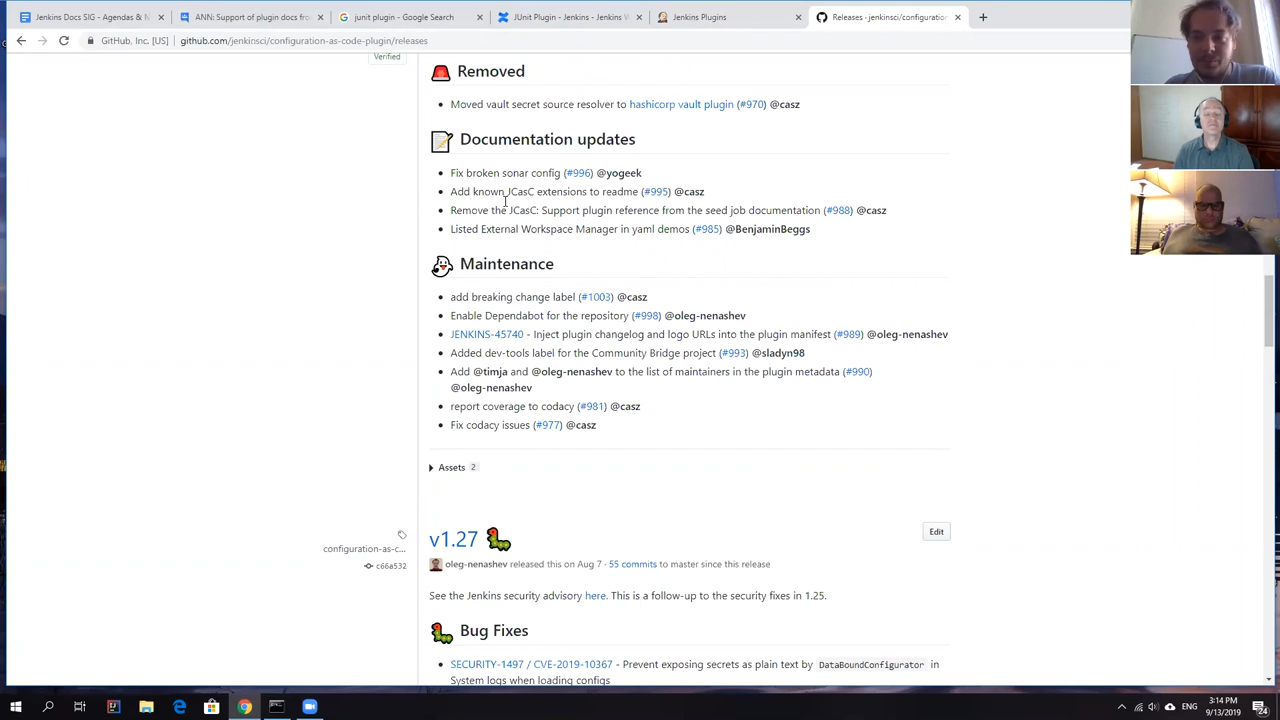 Jenkins Docs SIG - Agendas & N
ANN: Support of plugin docs fro
junit plugin - Google Search
JUnit Plugin - Jenkins - Jenkins W
Jenkins Plugins
Releases · jenkinsci/configuration
GitHub, Inc. [US]
github.com/jenkinsci/configuration-as-code-plugin/releases
Verified
Removed
Moved vault secret source resolver to hashicorp vault plugin (#970) @casz
Documentation updates
Fix broken sonar config (#996) @yogeek
Add known JCasC extensions to readme (#995) @casz
Remove the JCasC: Support plugin reference from the seed job documentation (#988) @casz
Listed External Workspace Manager in yaml demos (#985) @BenjaminBeggs
Maintenance
add breaking change label (#1003) @casz
Enable Dependabot for the repository (#998) @oleg-nenashev
JENKINS-45740 - Inject plugin changelog and logo URLs into the plugin manifest (#989) @oleg-nenashev
Added dev-tools label for the Community Bridge project (#993) @sladyn98
Add @timja and @oleg-nenashev to the list of maintainers in the plugin metadata (#990)
@oleg-nenashev
report coverage to codacy (#981) @casz
Fix codacy issues (#977) @casz
Assets 2
v1.27
Edit
configuration-as-c...
c66a532
oleg-nenashev released this on Aug 7 · 55 commits to master since this release
See the Jenkins security advisory here. This is a follow-up to the security fixes in 1.25.
Bug Fixes
SECURITY-1497 / CVE-2019-10367 - Prevent exposing secrets as plain text by DataBoundConfigurator in
System logs when loading configs
ENG
3:14 PM
9/13/2019
24